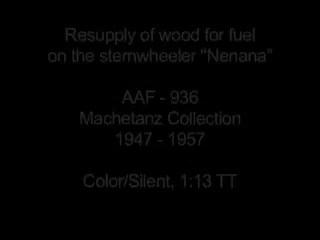 Resupply of wood for fuel
on the sternwheeler "Nenana"
AAF - 936
Machetanz Collection
1947 - 1957
Color/Silent, 1:13 TT